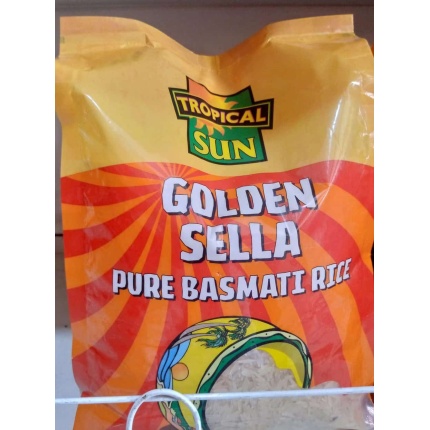 TROPICAL
SUN
GOLDEN
SELLA
PURE BASMATI RICE